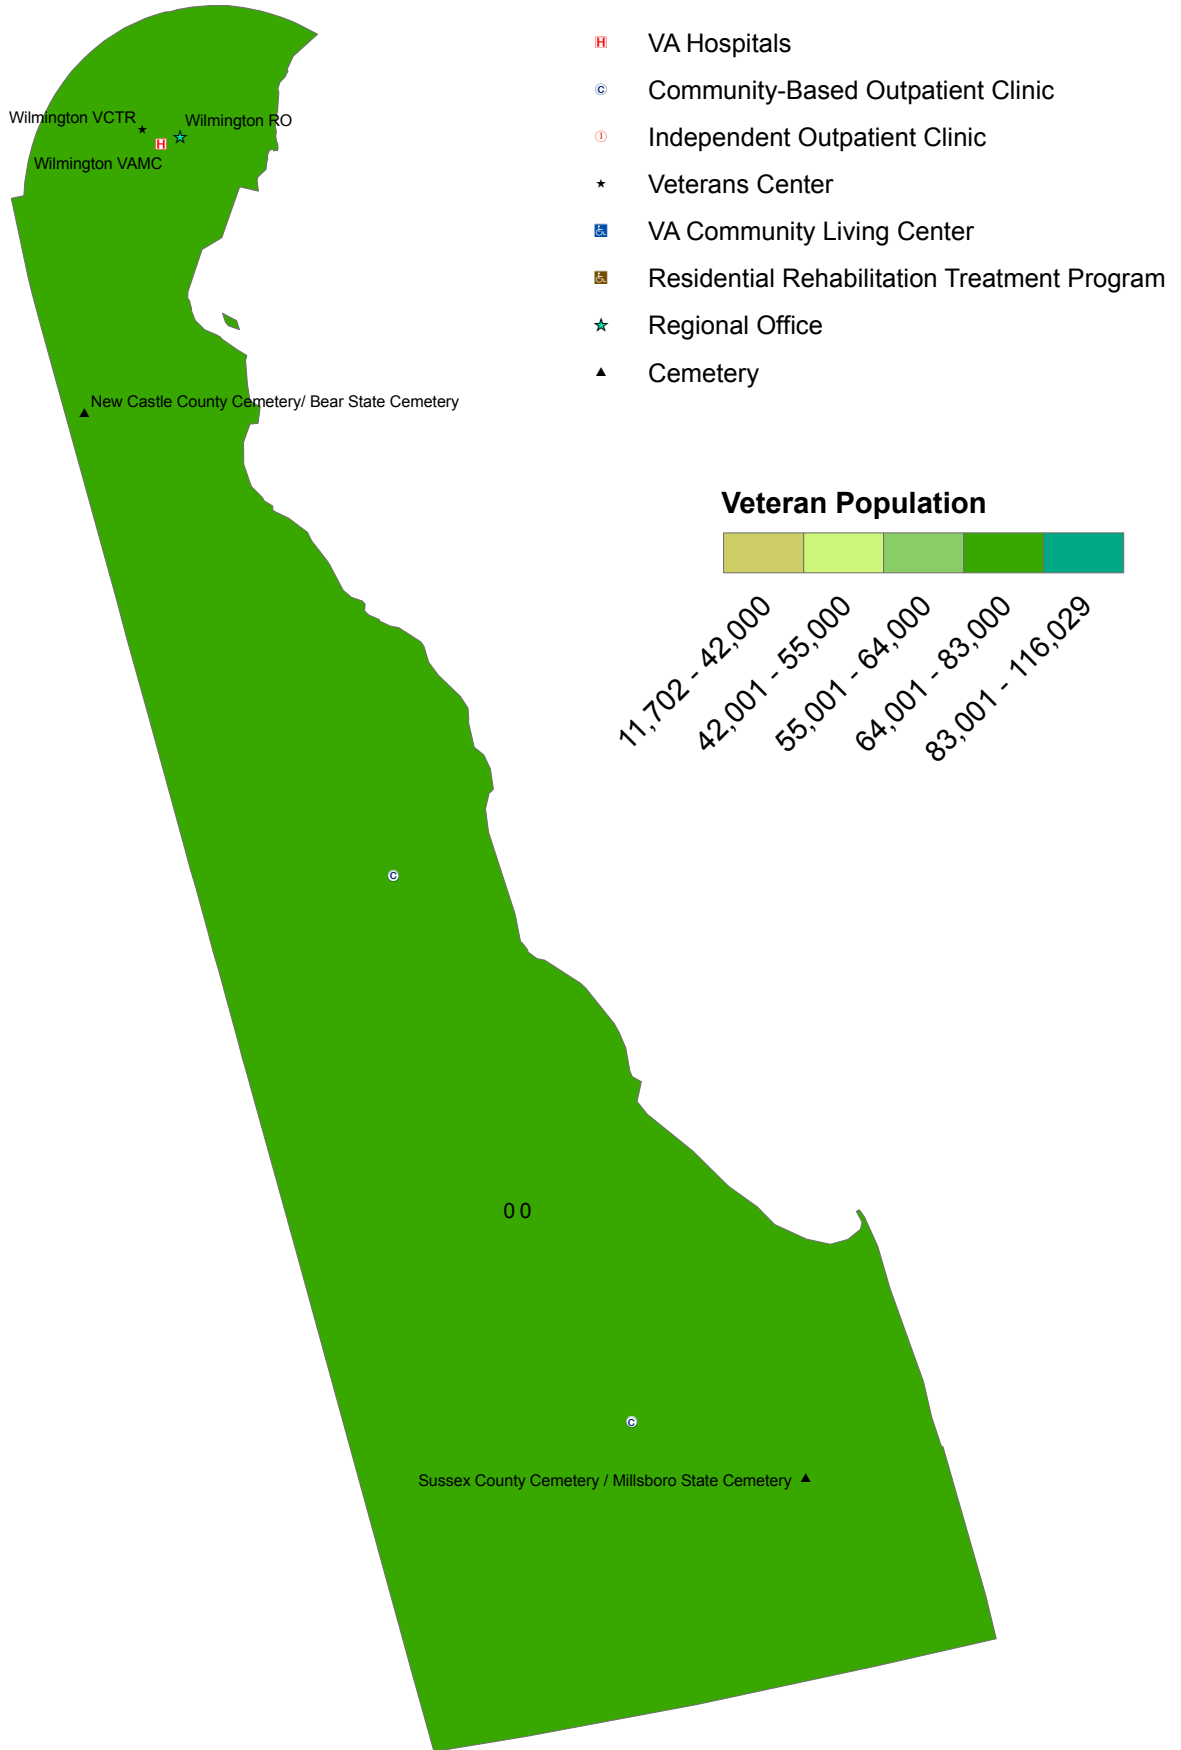 VA Hospitals
Community-Based Outpatient Clinic
Independent Outpatient Clinic
Veterans Center
VA Community Living Center
Residential Rehabilitation Treatment Program
Regional Office
Cemetery
Wilmington VCTR
Wilmington RO
H
Wilmington VAMC
New Castle County Cemetery/ Bear State Cemetery
Veteran Population
11,702 - 42,000
42,001 - 55,000
55,001 - 64,000
64,001 - 83,000
83,001 - 116,029
C
0 0
C
Sussex County Cemetery / Millsboro State Cemetery